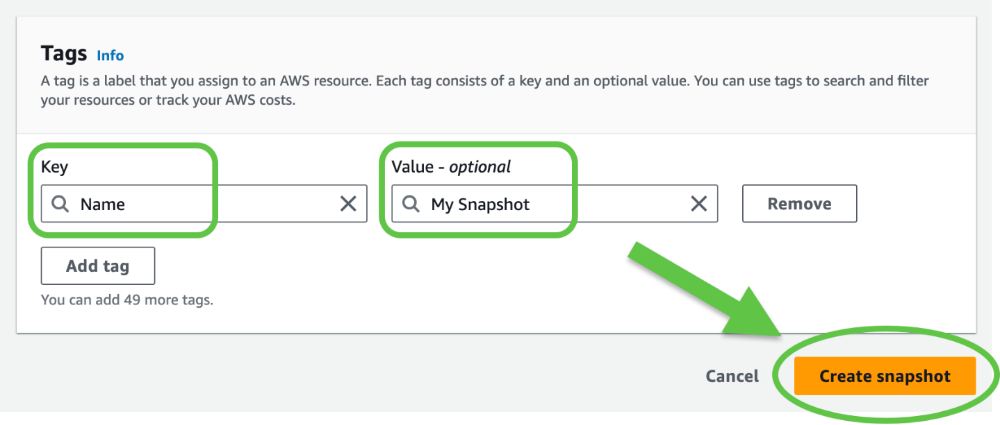 Tags Info
A tag is a label that you assign to an AWS resource. Each tag consists of a key and an optional value. You can use tags to search and filter
your resources or track your AWS costs.
Key
Value - optional
Name
My Snapshot
Remove
Add tag
You can add 49 more tags.
Cancel
Create snapshot